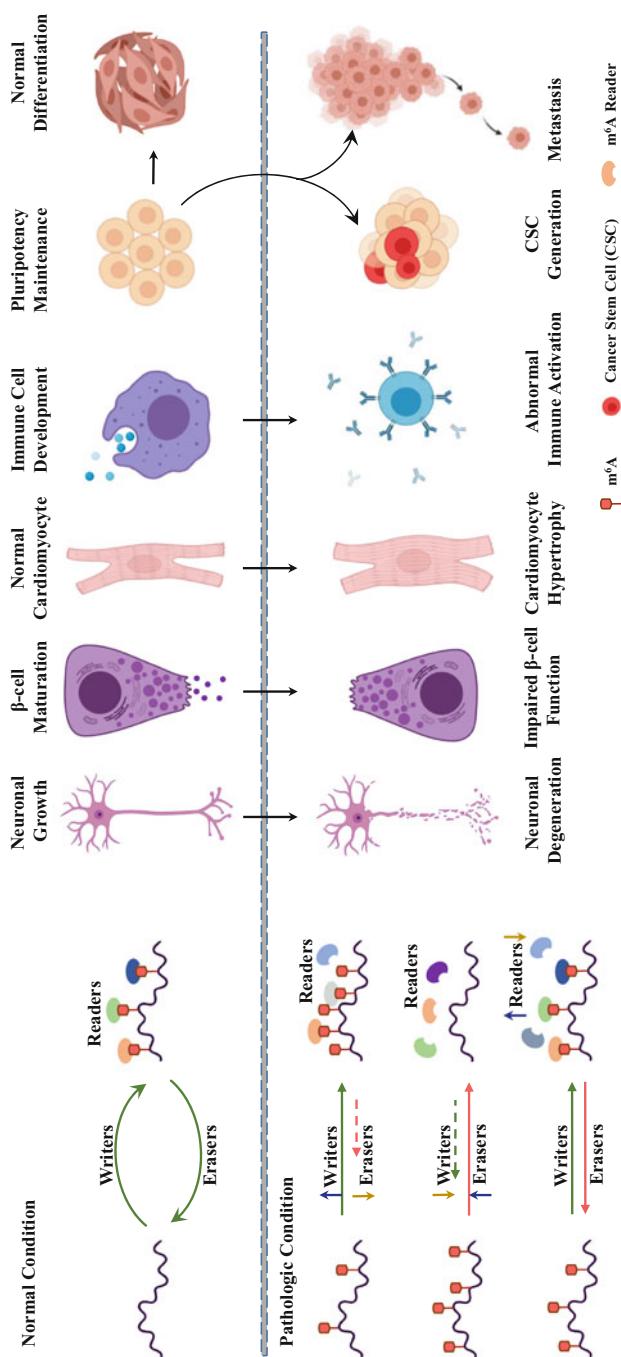 Normal Condition
Writers
Erasers
Readers
Neuronal
Growth
β-cell
Maturation
Normal
Cardiomyocyte
Immune Cell
Development
Pluripotency
Maintenance
Normal
Differentiation
Pathologic Condition
Writers
Erasers
Readers
Writers
Erasers
Readers
Writers
Erasers
Readers
Neuronal
Degeneration
Impaired β-cell
Function
Cardiomyocyte
Hypertrophy
Abnormal
Immune Activation
CSC
Generation
Metastasis
m⁶A
Cancer Stem Cell (CSC)
m⁶A Reader